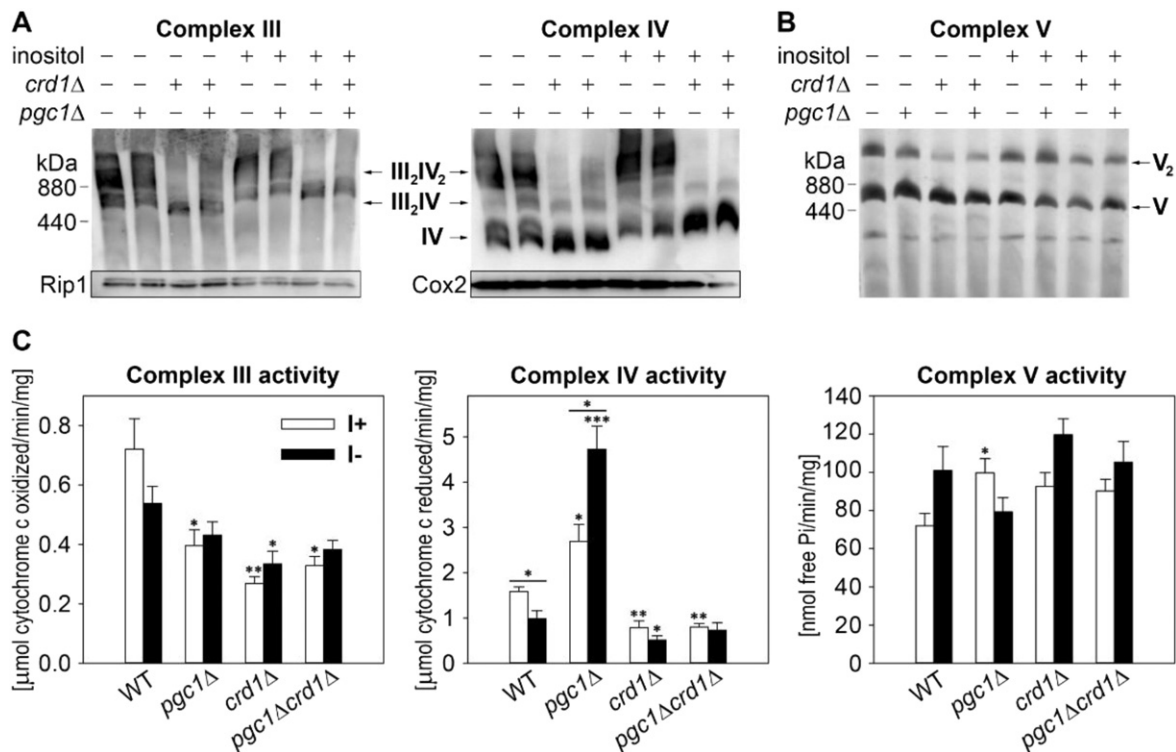 A
Complex III
Complex IV
B
Complex V
inositol − − − − + + + +
− − − − + + + +
inositol − − − − + + + +
crd1Δ − − + + − − + +
− − + + − − + +
crd1Δ − − + + − − + +
pgc1Δ − + − + − + − +
− + − + − + − +
pgc1Δ − + − + − + − +
kDa
880
440
III2IV2
III2IV
IV
kDa
880
440
V2
V
Rip1
Cox2
C
Complex III activity
[µmol cytochrome c oxidized/min/mg]
0.8
0.6
0.4
0.2
0.0
I+
I-
* ** * *
WT
pgc1Δ
crd1Δ
pgc1Δcrd1Δ
Complex IV activity
[µmol cytochrome c reduced/min/mg]
5
4
3
2
1
0
* * * *** ** * **
WT
pgc1Δ
crd1Δ
pgc1Δcrd1Δ
Complex V activity
[nmol free Pi/min/mg]
140
120
100
80
60
40
20
0
*
WT
pgc1Δ
crd1Δ
pgc1Δcrd1Δ